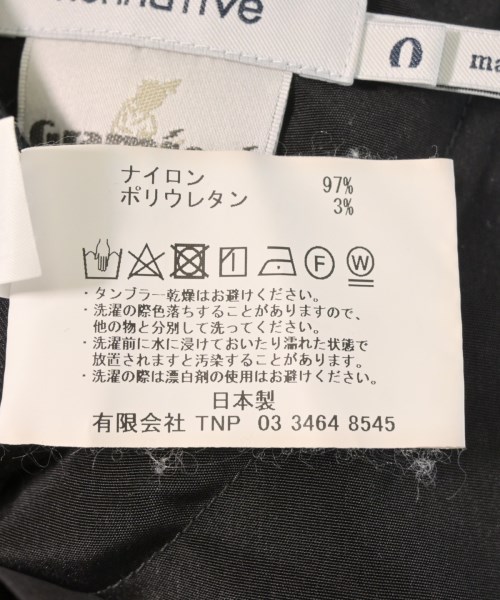 ma
ナイロン 97%
ポリウレタン 3%
F
W
・タンブラー乾燥はお避けください。
・洗濯の際色落ちすることがありますので、
他の物と分別して洗ってください。
・洗濯前に水に浸けておいたり濡れた状態で
放置されますと汚染することがあります。
・洗濯の際は漂白剤の使用はお避けください。
日本製
有限会社 TNP 03 3464 8545